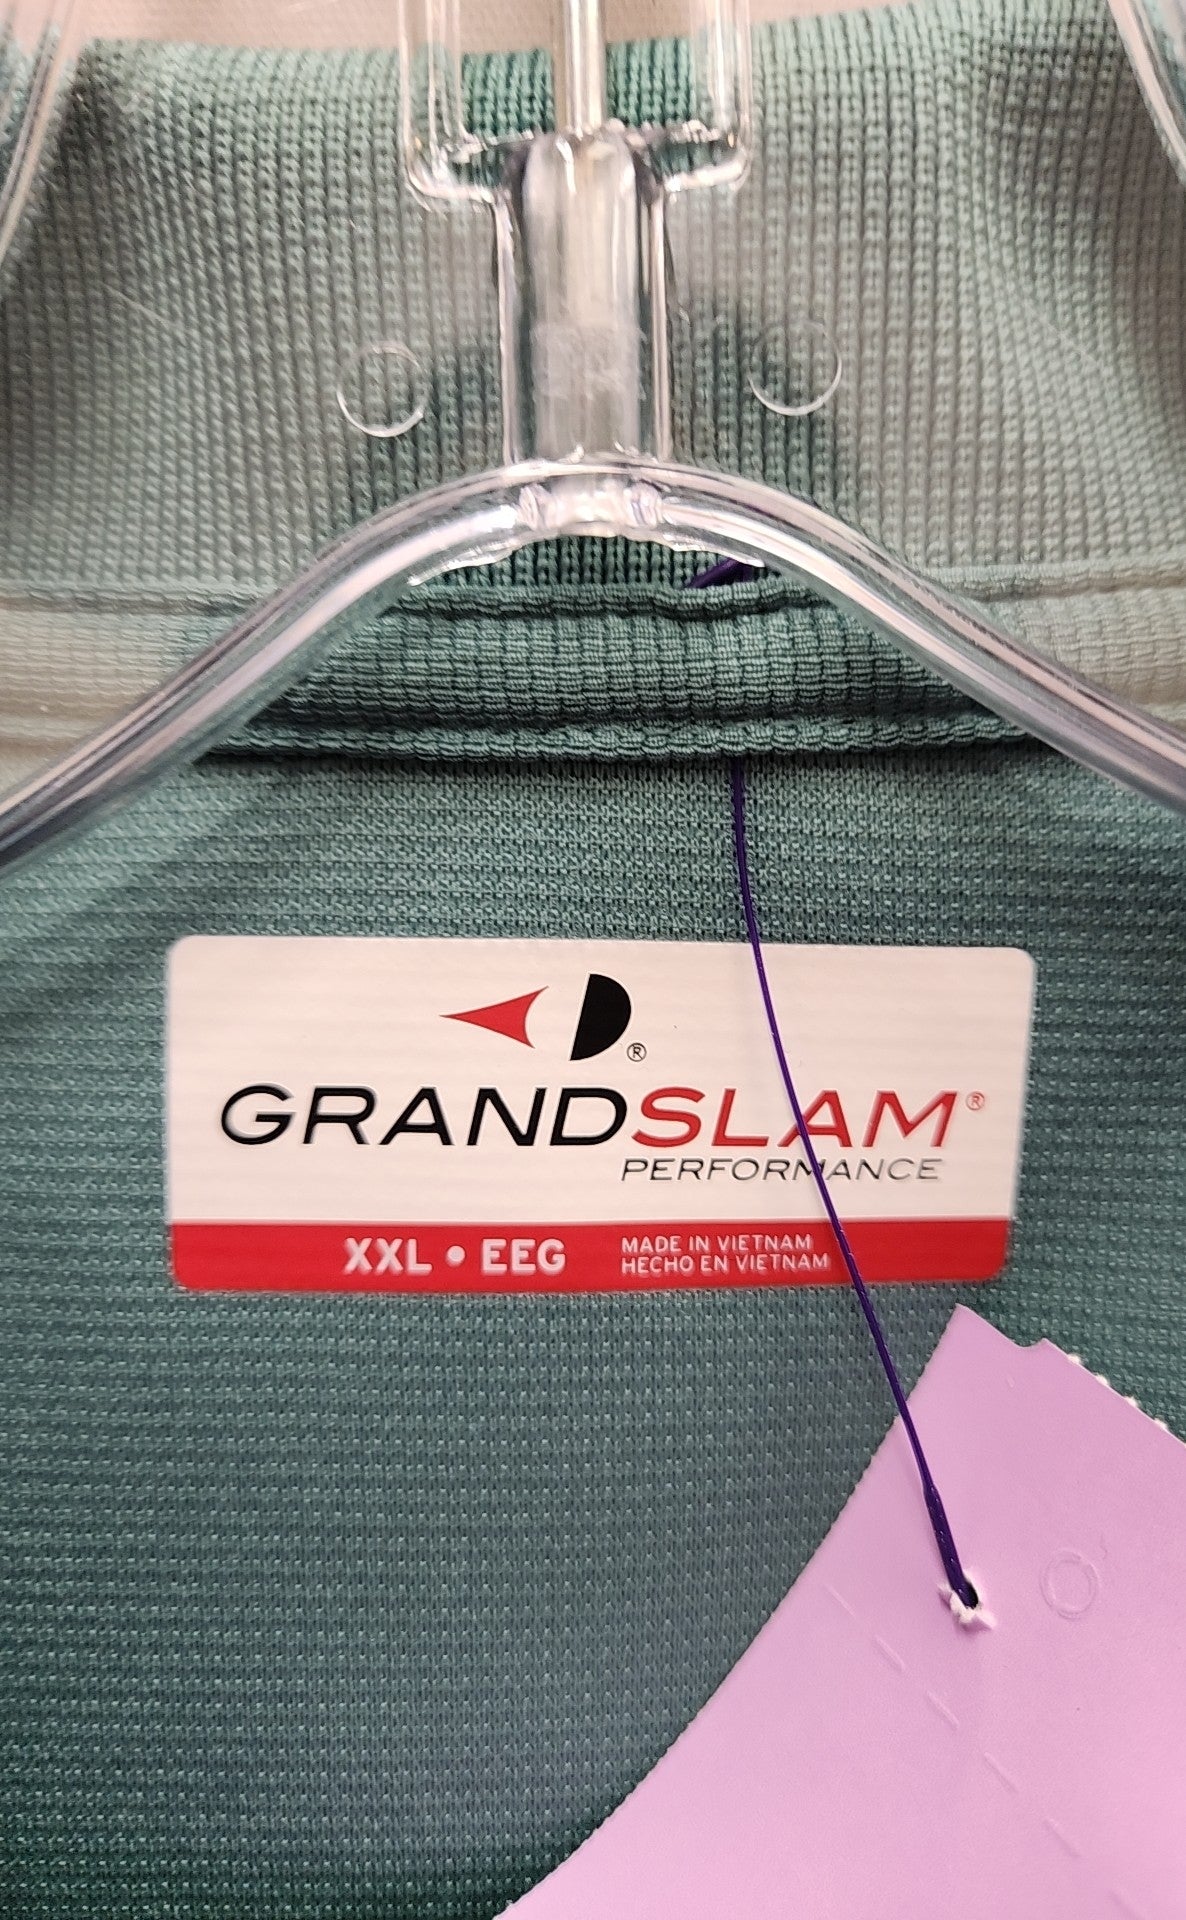 ®
GRANDSLAM®
PERFORMANCE
XXL • EEG
MADE IN VIETNAM
HECHO EN VIETNAM